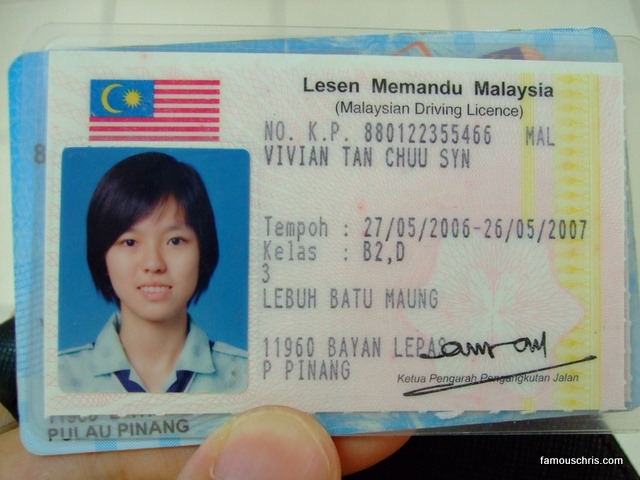 Lesen Memandu Malaysia
(Malaysian Driving Licence)
NO. K.P. 880122355466 MAL
VIVIAN TAN CHUU SYN
Tempoh : 27/05/2006-26/05/2007
Kelas : B2,D
3
LEBUH BATU MAUNG
11960 BAYAN LEPAS
P PINANG
Ketua Pengarah Pengangkutan Jalan
PULAU PINANG
famouschris.com